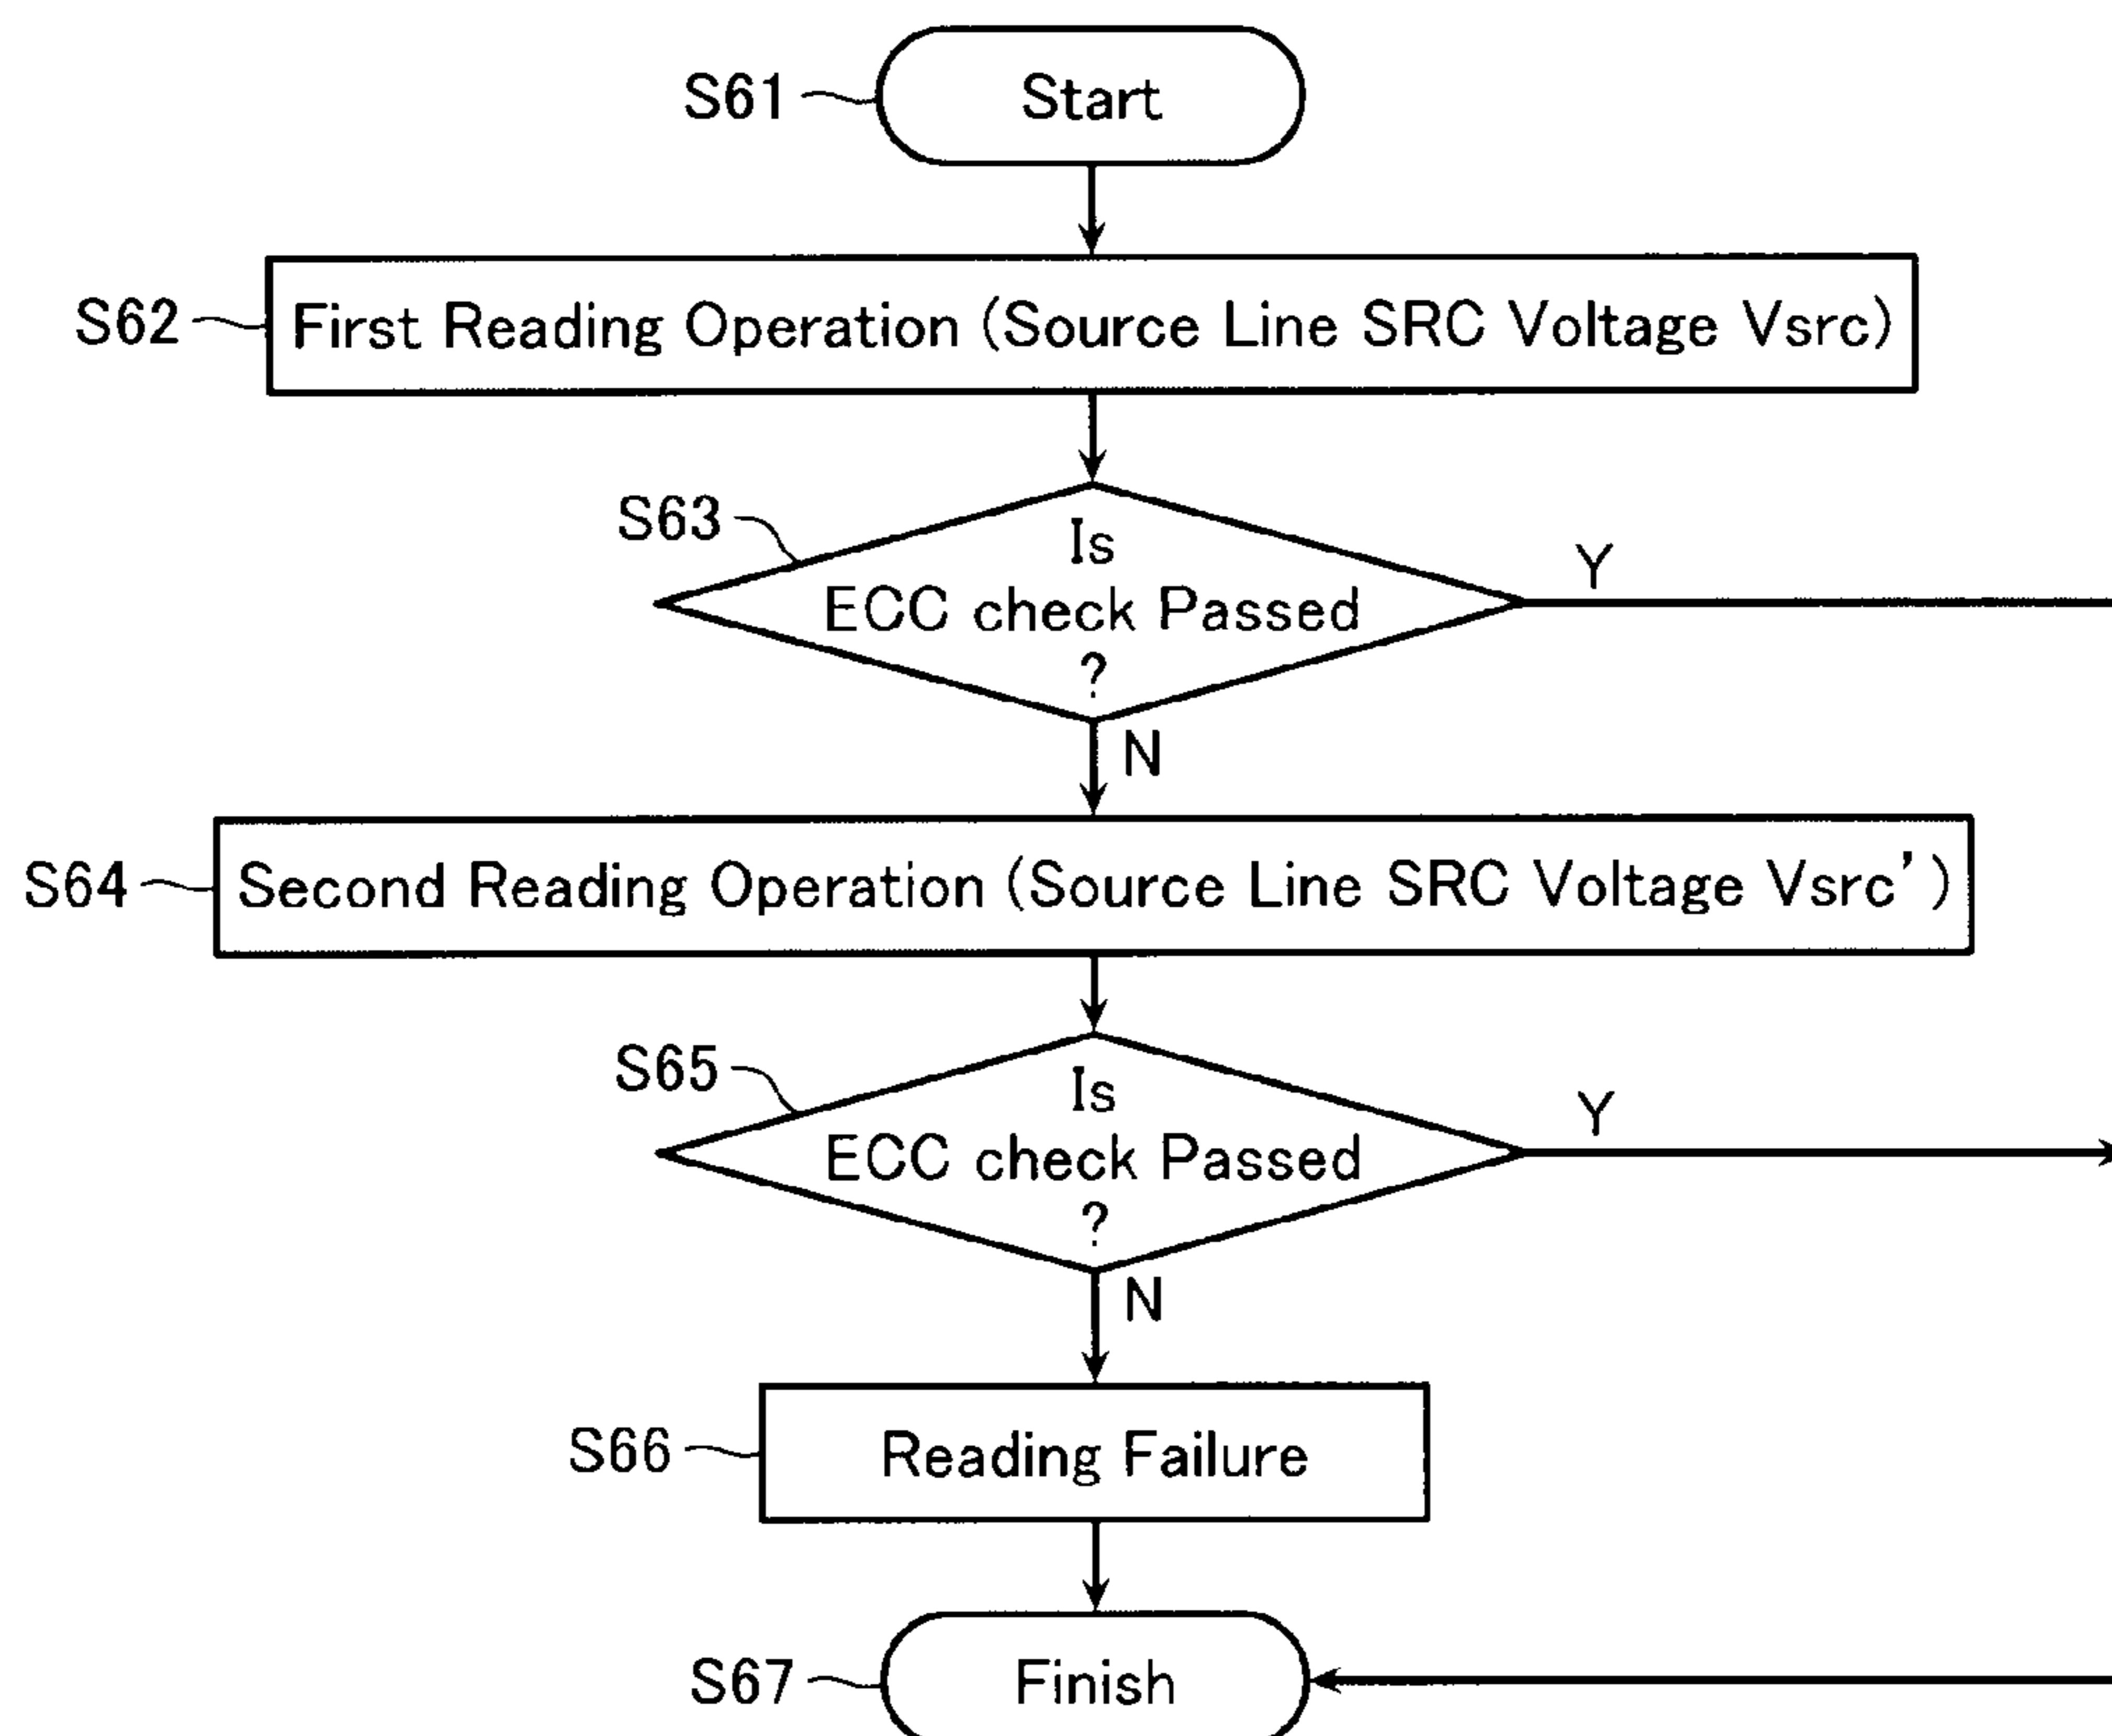 S61
Start
S62
First Reading Operation (Source Line SRC Voltage Vsrc)
S63
Is
ECC check Passed
?
Y
N
S64
Second Reading Operation (Source Line SRC Voltage Vsrc')
S65
Is
ECC check Passed
?
Y
N
S66
Reading Failure
S67
Finish